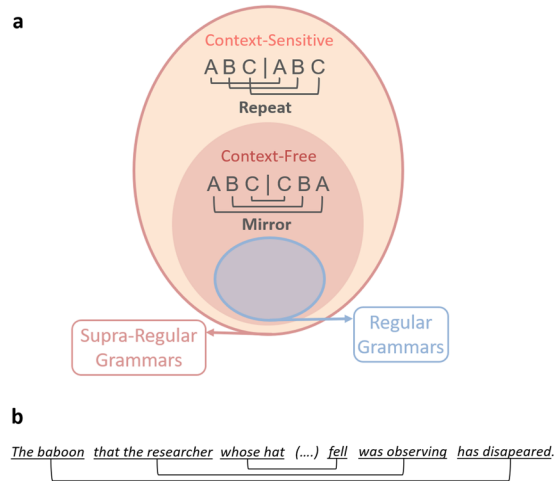 a
Context-Sensitive
A B C | A B C
Repeat
Context-Free
A B C | C B A
Mirror
Supra-Regular
Grammars
Regular
Grammars
b
The baboon that the researcher whose hat (....) fell was observing has disapeared.